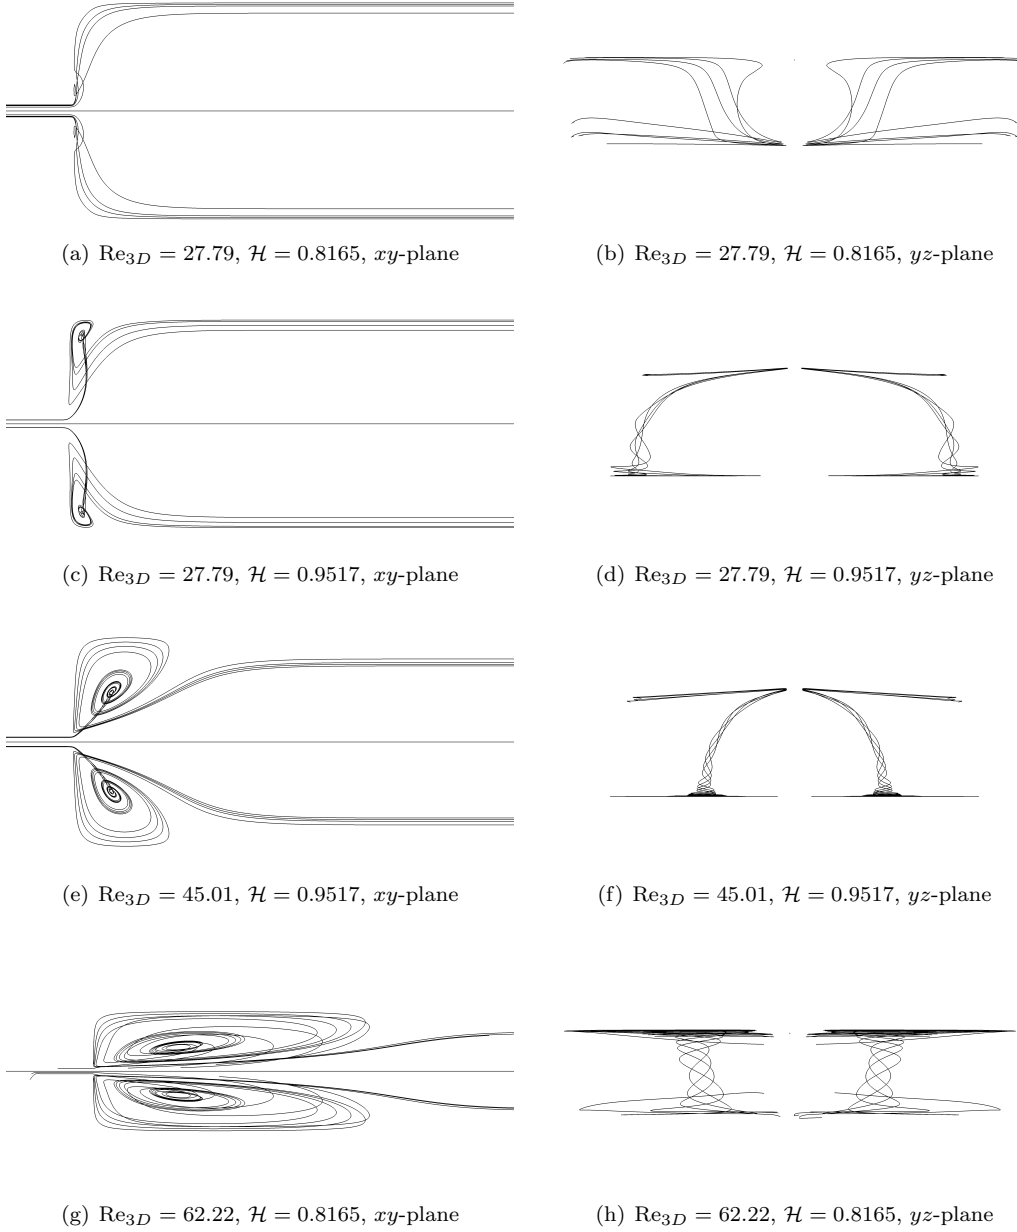 (a) Re3D = 27.79, ℋ = 0.8165, xy-plane
(b) Re3D = 27.79, ℋ = 0.8165, yz-plane
(c) Re3D = 27.79, ℋ = 0.9517, xy-plane
(d) Re3D = 27.79, ℋ = 0.9517, yz-plane
(e) Re3D = 45.01, ℋ = 0.9517, xy-plane
(f) Re3D = 45.01, ℋ = 0.9517, yz-plane
(g) Re3D = 62.22, ℋ = 0.8165, xy-plane
(h) Re3D = 62.22, ℋ = 0.8165, yz-plane